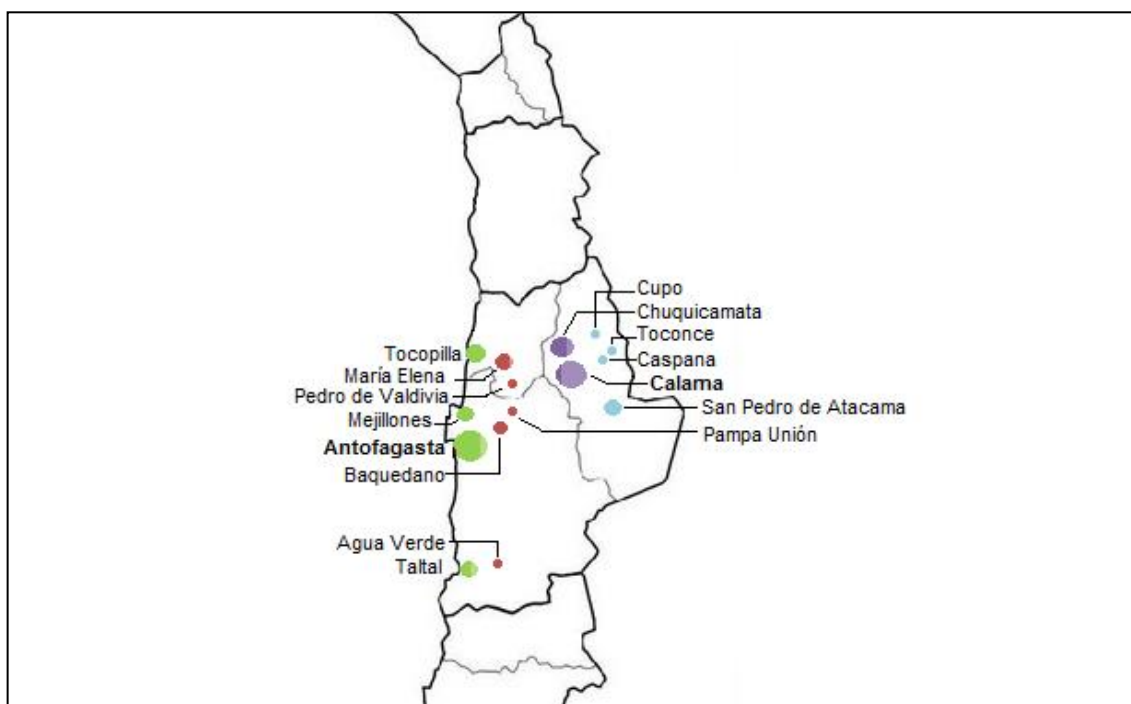 Cupo
Chuquicamata
Toconce
Tocopilla
Caspana
María Elena
Calama
Pedro de Valdivia
San Pedro de Atacama
Mejillones
Pampa Unión
Antofagasta
Baquedano
Agua Verde
Taltal